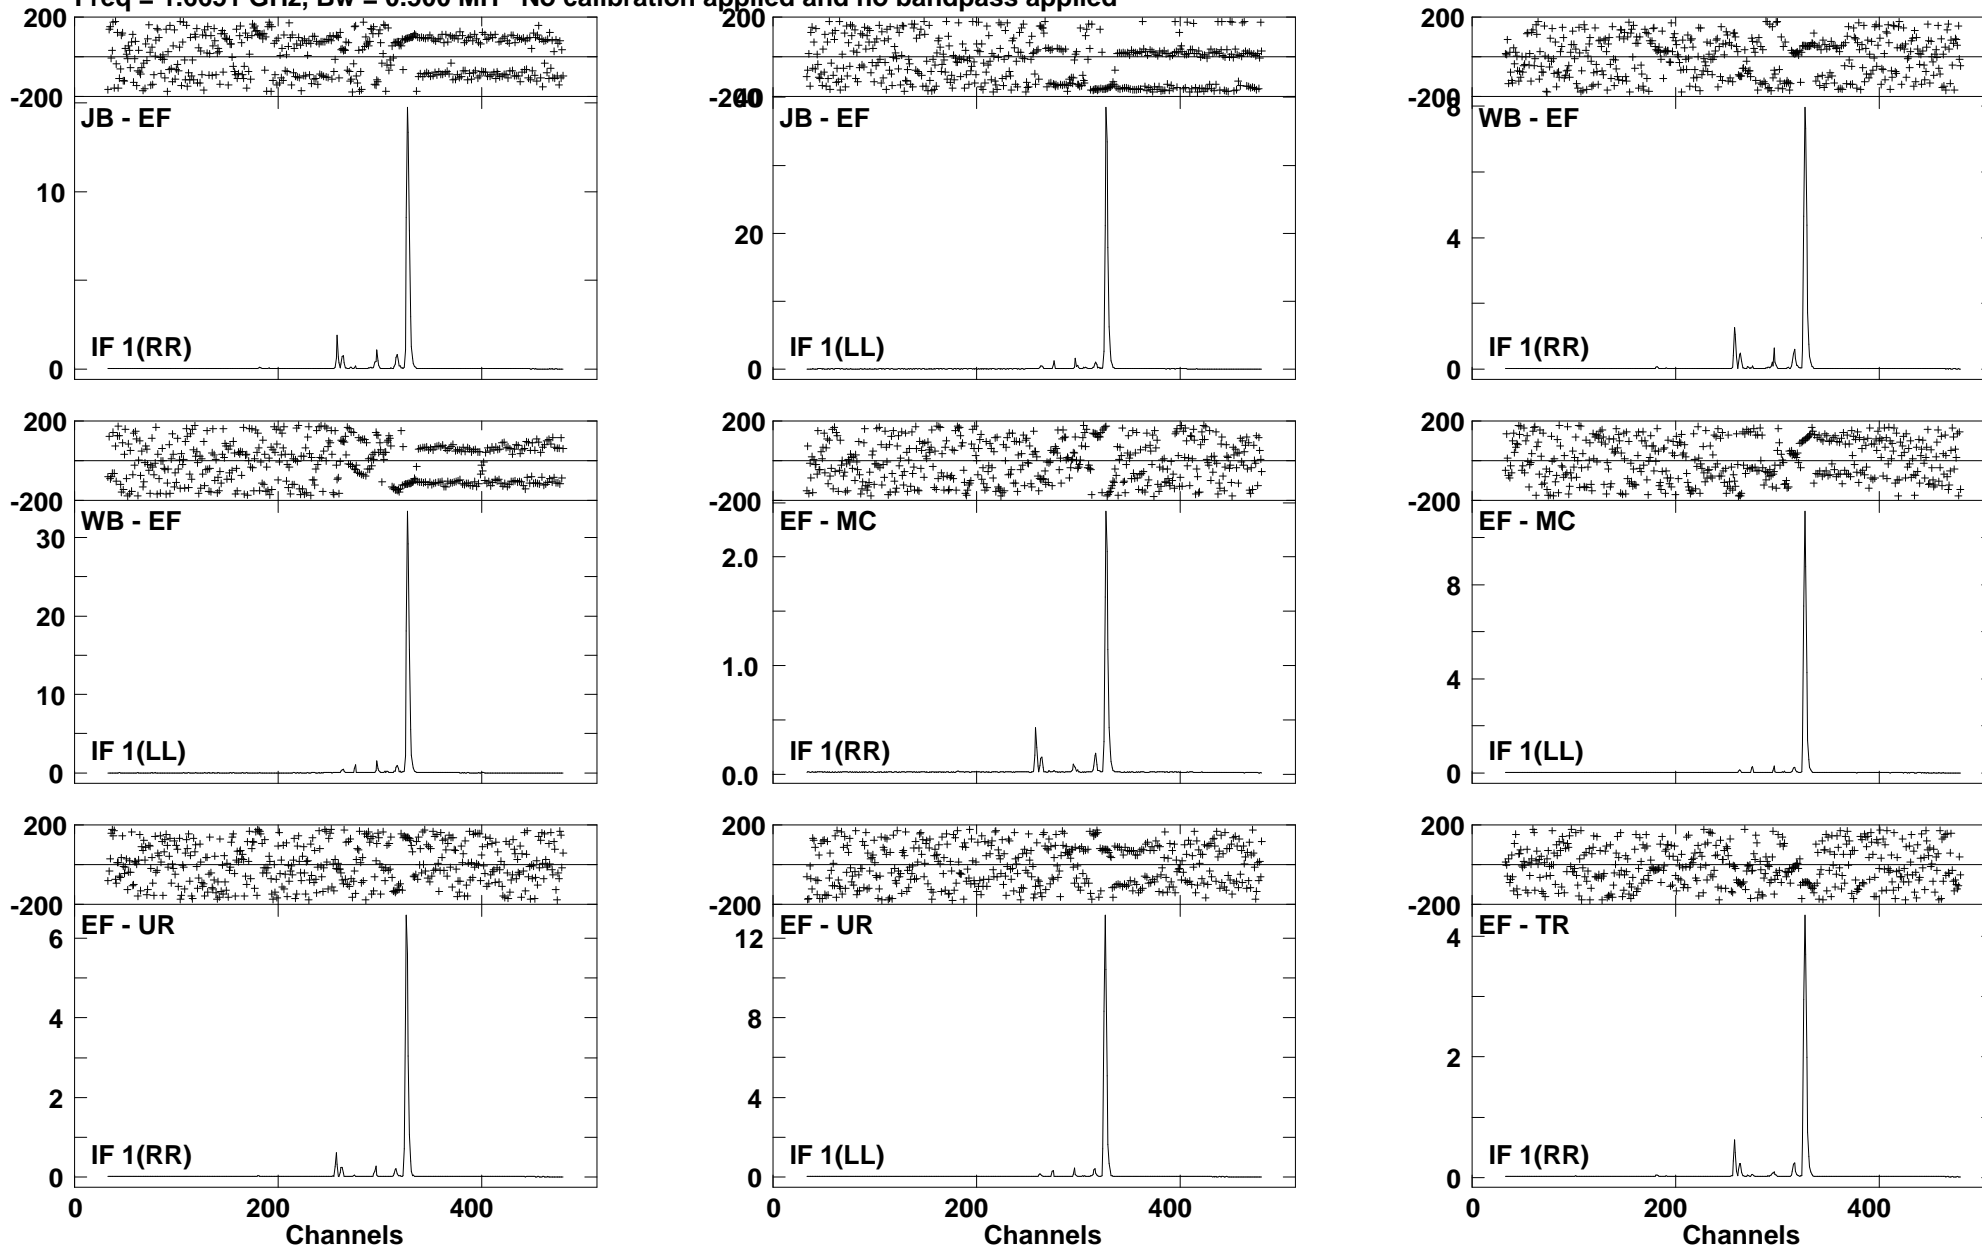 Freq = 1.6651 GHz, Bw = 0.500 MH No calibration applied and no bandpass applied
200
-200
JB - EF
10
0
IF 1(RR)
200
-200
40
JB - EF
20
0
IF 1(LL)
200
-200
8
WB - EF
4
0
IF 1(RR)
200
-200
WB - EF
30
20
10
0
IF 1(LL)
200
-200
EF - MC
2.0
1.0
0.0
IF 1(RR)
200
-200
EF - MC
8
4
0
IF 1(LL)
200
-200
EF - UR
6
4
2
0
IF 1(RR)
0 200 400
Channels
200
-200
EF - UR
12
8
4
0
IF 1(LL)
0 200 400
Channels
200
-200
EF - TR
4
2
0
IF 1(RR)
0 200 400
Channels